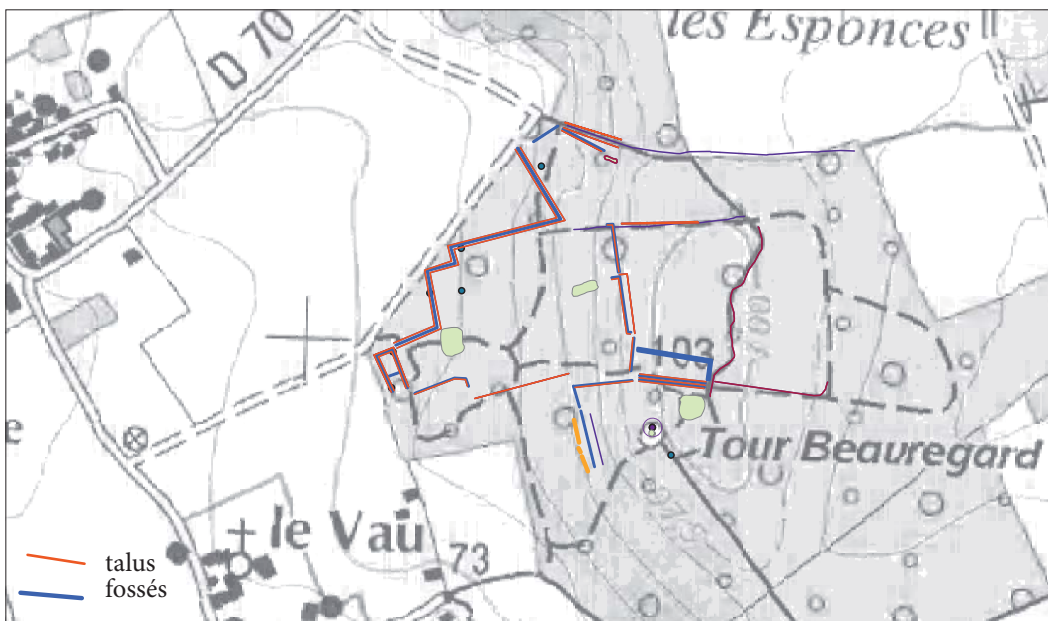 les Esponces
D 70
103
100
Tour Beauregard
e
le Vau
73
talus
fossés